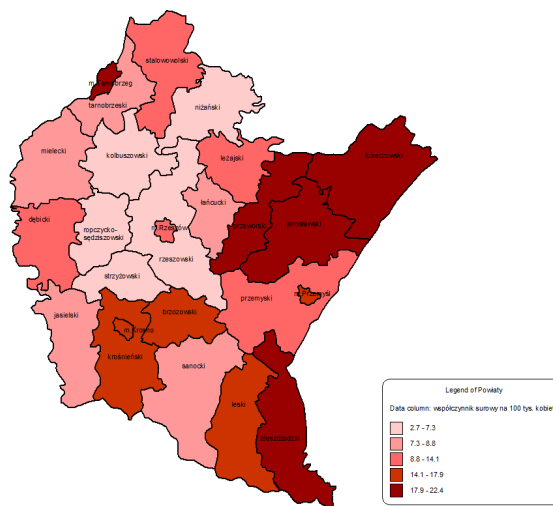 stalowowolski
m.Tarnobrzeg
tarnobrzeski
niżański
lubaczowski
mielecki
kolbuszowski
leżajski
łańcucki
dębicki
ropczycko-
sędziszowski
m.Rzeszów
przeworski
jarosławski
rzeszowski
strzyżowski
przemyski
m.Przemyśl
jasielski
brzozowski
m.Krosno
krośnieński
sanocki
leski
bieszczadzki
Legend of Powiaty
Data column: współczynnik surowy na 100 tys. kobiet
2.7 - 7.3
7.3 - 8.8
8.8 - 14.1
14.1 - 17.9
17.9 - 22.4